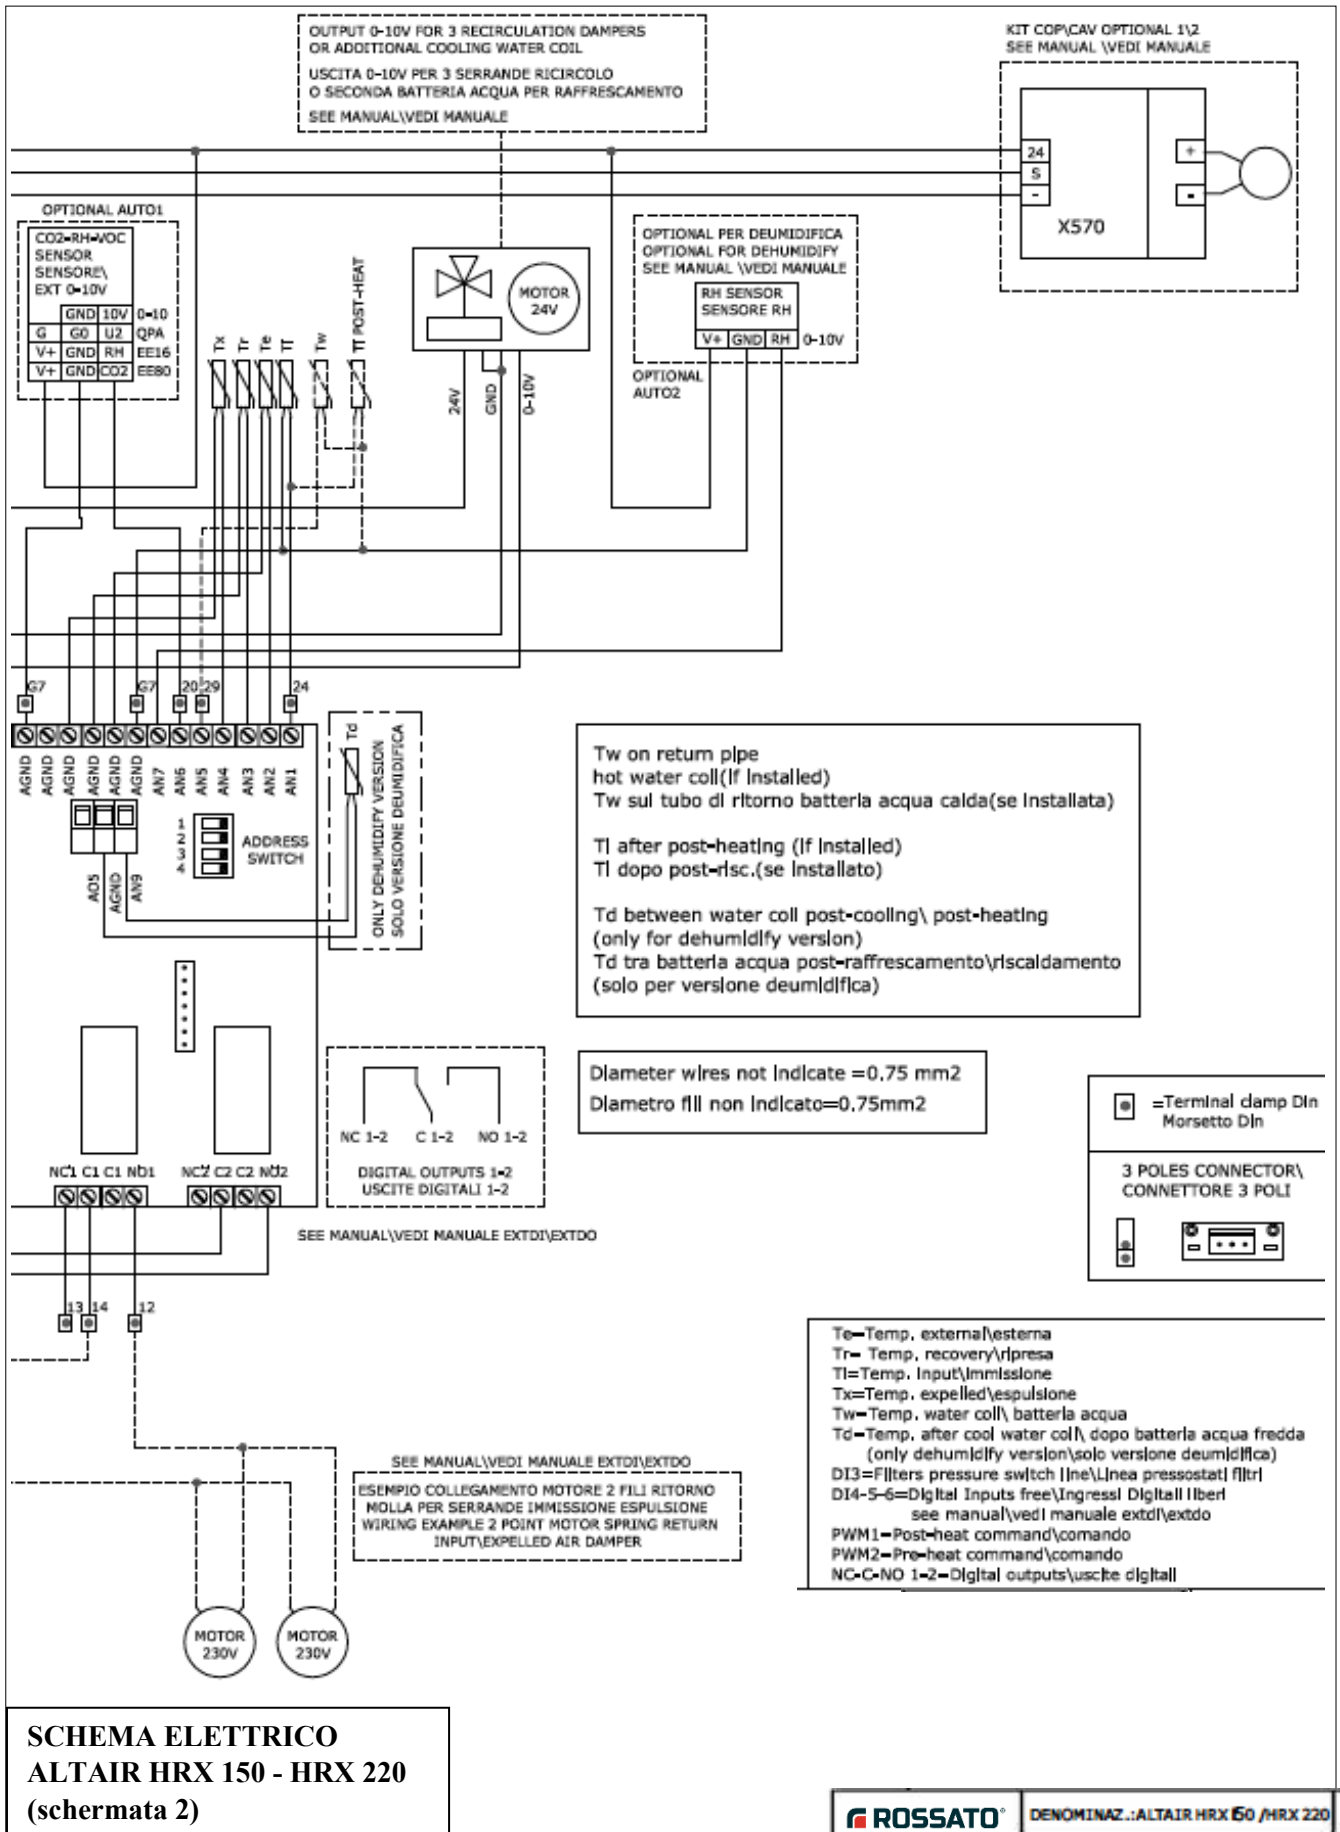 OUTPUT 0-10V FOR 3 RECIRCULATION DAMPERS
OR ADDITIONAL COOLING WATER COIL
USCITA 0-10V PER 3 SERRANDE RICIRCOLO
O SECONDA BATTERIA ACQUA PER RAFFRESCAMENTO
SEE MANUAL\VEDI MANUALE
KIT COP\CAV OPTIONAL 1\2
SEE MANUAL \VEDI MANUALE
24
S
-
+
-
X570
OPTIONAL AUTO1
CO2-RH-VOC
SENSOR
SENSORE\
EXT 0-10V
GND 10V 0-10
G G0 U2 QPA
V+ GND RH EE16
V+ GND CO2 EE80
Tx
Tr
Te
TI
Tw
TI POST-HEAT
MOTOR
24V
24V
GND
0-10V
OPTIONAL PER DEUMIDIFICA
OPTIONAL FOR DEHUMIDIFY
SEE MANUAL \VEDI MANUALE
RH SENSOR
SENSORE RH
V+ GND RH 0-10V
OPTIONAL
AUTO2
G7 G7 20 29 24
AGND AGND AGND AGND AGND AGND AN7 AN6 AN5 AN4 AN3 AN2 AN1
1
2
3
4
ADDRESS
SWITCH
AO5 AGND AN9
Td
ONLY DEHUMIDIFY VERSION
SOLO VERSIONE DEUMIDIFICA
Tw on return pipe
hot water coil(if installed)
Tw sul tubo di ritorno batteria acqua calda(se installata)
Ti after post-heating (if installed)
Ti dopo post-risc.(se installato)
Td between water coil post-cooling\ post-heating
(only for dehumidify version)
Td tra batteria acqua post-raffrescamento\riscaldamento
(solo per versione deumidifica)
Diameter wires not indicate =0.75 mm2
Diametro fili non indicato=0.75mm2
NC 1-2 C 1-2 NO 1-2
DIGITAL OUTPUTS 1-2
USCITE DIGITALI 1-2
NC1 C1 C1 NO1 NC2 C2 C2 NO2
SEE MANUAL\VEDI MANUALE EXTDI\EXTDO
=Terminal clamp Din
Morsetto Din
3 POLES CONNECTOR\
CONNETTORE 3 POLI
13 14 12
Te=Temp. external\esterna
Tr= Temp. recovery\ripresa
Ti=Temp. input\immissione
Tx=Temp. expelled\espulsione
Tw=Temp. water coil\ batteria acqua
Td=Temp. after cool water coil\ dopo batteria acqua fredda
(only dehumidify version\solo versione deumidifica)
DI3=Filters pressure switch line\Linea pressostati filtri
DI4-5-6=Digital Inputs free\Ingressi Digitali liberi
see manual\vedi manuale extdi\extdo
PWM1=Post-heat command\comando
PWM2=Pre-heat command\comando
NC-C-NO 1-2=Digital outputs\uscite digitali
SEE MANUAL\VEDI MANUALE EXTDI\EXTDO
ESEMPIO COLLEGAMENTO MOTORE 2 FILI RITORNO
MOLLA PER SERRANDE IMMISSIONE ESPULSIONE
WIRING EXAMPLE 2 POINT MOTOR SPRING RETURN
INPUT\EXPELLED AIR DAMPER
MOTOR
230V
MOTOR
230V
SCHEMA ELETTRICO
ALTAIR HRX 150 - HRX 220
(schermata 2)
ROSSATO®
DENOMINAZ.:ALTAIR HRX 150 /HRX 220